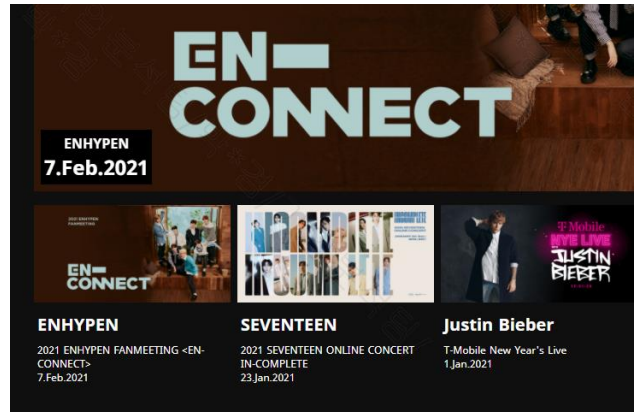 EN-
CONNECT
ENHYPEN
7.Feb.2021
2021 ENHYPEN
FANMEETING
EN-
CONNECT
T Mobile
NYE LIVE
JUSTIN
BIEBER
ENHYPEN
2021 ENHYPEN FANMEETING <EN-
CONNECT>
7.Feb.2021
SEVENTEEN
2021 SEVENTEEN ONLINE CONCERT
IN-COMPLETE
23.Jan.2021
Justin Bieber
T-Mobile New Year's Live
1.Jan.2021